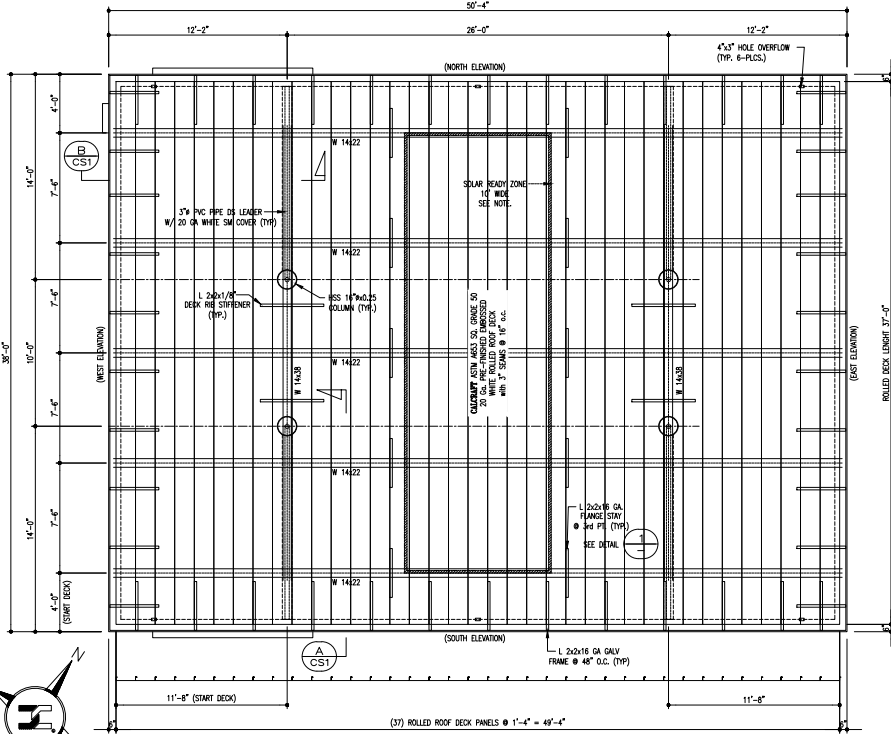 50'-4"
12'-2"
26'-0"
12'-2"
4"x3" HOLE OVERFLOW
(TYP. 6-PLCS.)
(NORTH ELEVATION)
6"
4'-0"
B
CS1
W 14x22
14'-0"
7'-6"
SOLAR READY ZONE
10' WIDE
SEE NOTE.
3"ø PVC PIPE DS LEADER
W/ 20 GA WHITE SM COVER (TYP)
W 14x22
L 2x2x1/8"
DECK RIB STIFFENER
(TYP.)
HSS 16"øx0.25
COLUMN (TYP.)
7'-6"
CALCRAFT ASTM A653 SQ. GRADE 50
20 Ga. PRE-FINISHED EMBOSSED
WHITE ROLLED ROOF DECK
with 3" SEAMS @ 16" o.c.
38'-0"
10'-0"
(WEST ELEVATION)
(EAST ELEVATION)
ROLLED DECK LENGHT 37'-0"
W 14x22
W 14x38
W 14x38
7'-6"
W 14x22
14'-0"
7'-6"
L 2x2x16 GA.
FLANGE STAY
@ 3rd PT. (TYP.)
SEE DETAIL
1
-
W 14x22
4'-0"
(START DECK)
6"
(SOUTH ELEVATION)
A
CS1
L 2x2x16 GA GALV
FRAME @ 48" O.C. (TYP)
N
11'-8" (START DECK)
11'-8"
6"
(37) ROLLED ROOF DECK PANELS @ 1'-4" = 49'-4"
6"